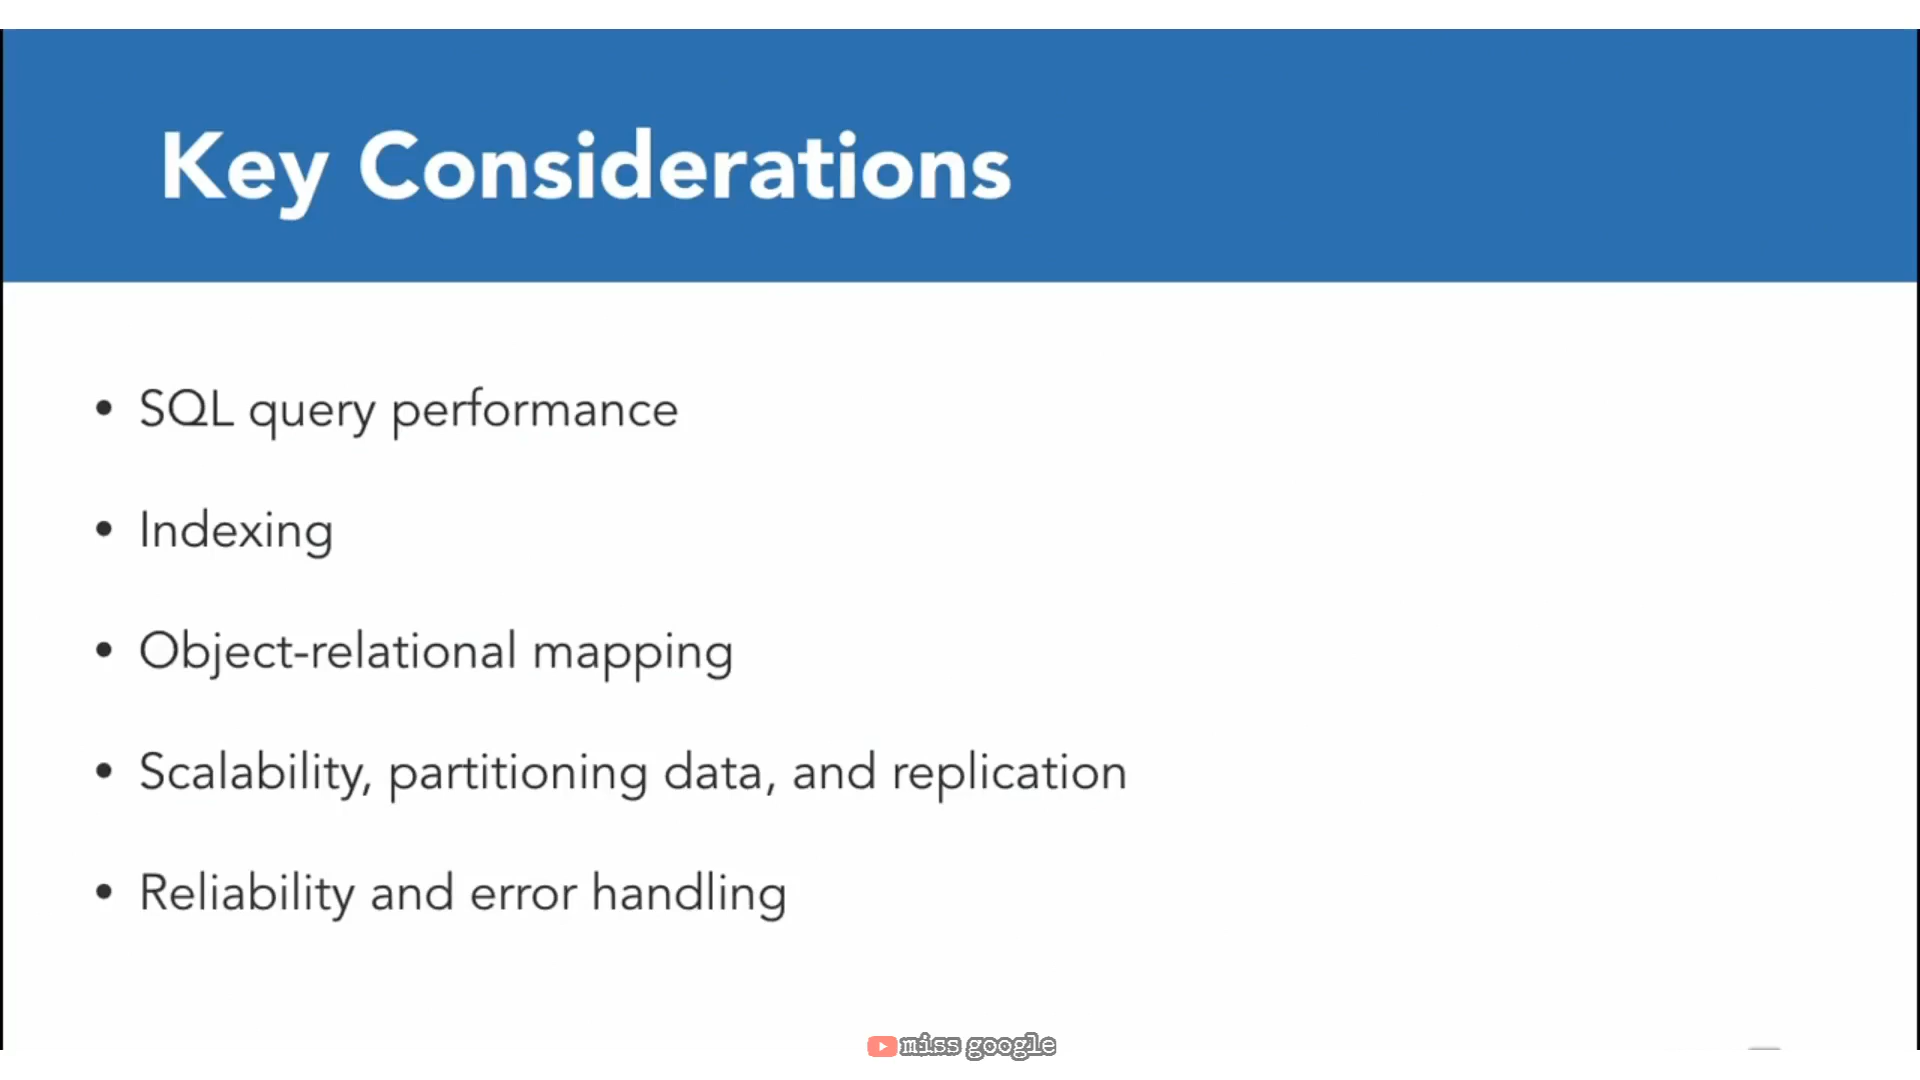 Key Considerations
• SQL query performance
• Indexing
• Object-relational mapping
• Scalability, partitioning data, and replication
• Reliability and error handling
miss google